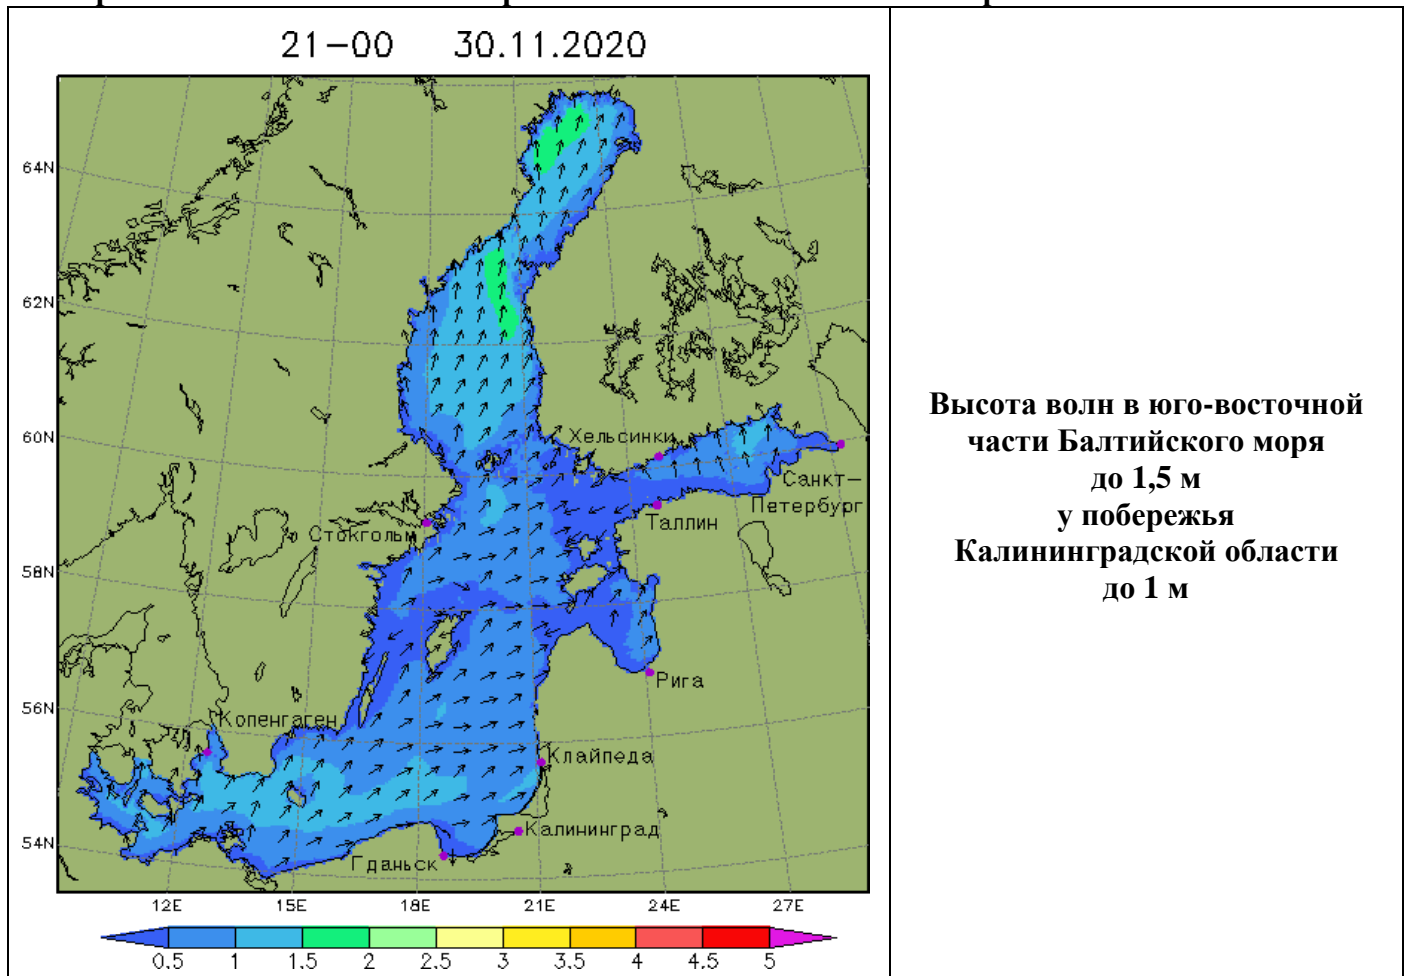 21-00 30.11.2020
64N
62N
60N
58N
56N
54N
Хельсинки
Санкт-
Петербург
Таллин
Стокгольм
Рига
Копенгаген
Клайпеда
Калининград
Гданьск
12E 15E 18E 21E 24E 27E
0.5 1 1.5 2 2.5 3 3.5 4 4.5 5
Высота волн в юго-восточной
части Балтийского моря
до 1,5 м
у побережья
Калининградской области
до 1 м